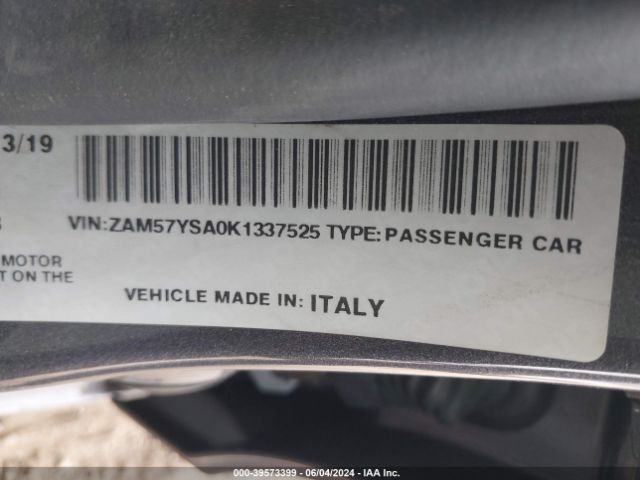 3/19
VIN:ZAM57YSA0K1337525 TYPE:PASSENGER CAR
MOTOR
T ON THE
VEHICLE MADE IN: ITALY
000-39573399 - 06/04/2024 - IAA Inc.